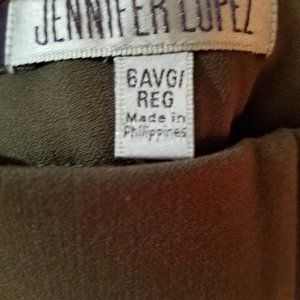 JENNIFER LOPEZ
6AVG/
REG
Made in
Philippines